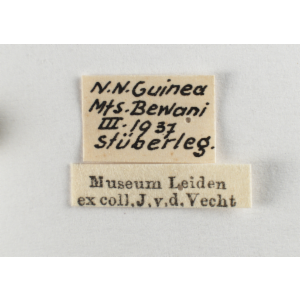 N.N.Guinea
Mts.Bewani
III.1937
stüberleg.
Museum Leiden
ex coll. J. v. d. Vecht